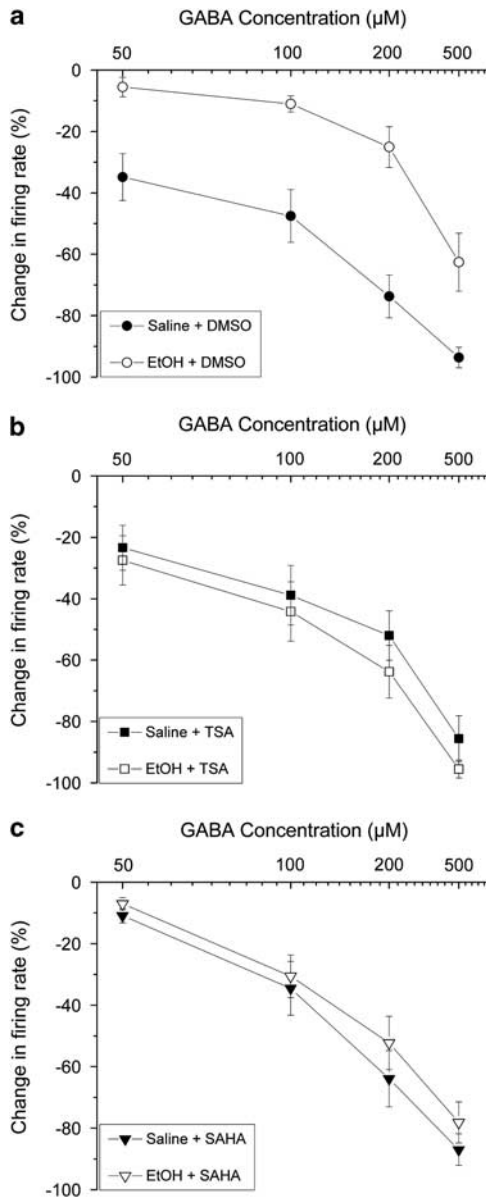 a
GABA Concentration (µM)
50 100 200 500
0
-20
-40
-60
-80
-100
Change in firing rate (%)
Saline + DMSO
EtOH + DMSO
b
GABA Concentration (µM)
50 100 200 500
0
-20
-40
-60
-80
-100
Change in firing rate (%)
Saline + TSA
EtOH + TSA
c
GABA Concentration (µM)
50 100 200 500
0
-20
-40
-60
-80
-100
Change in firing rate (%)
Saline + SAHA
EtOH + SAHA